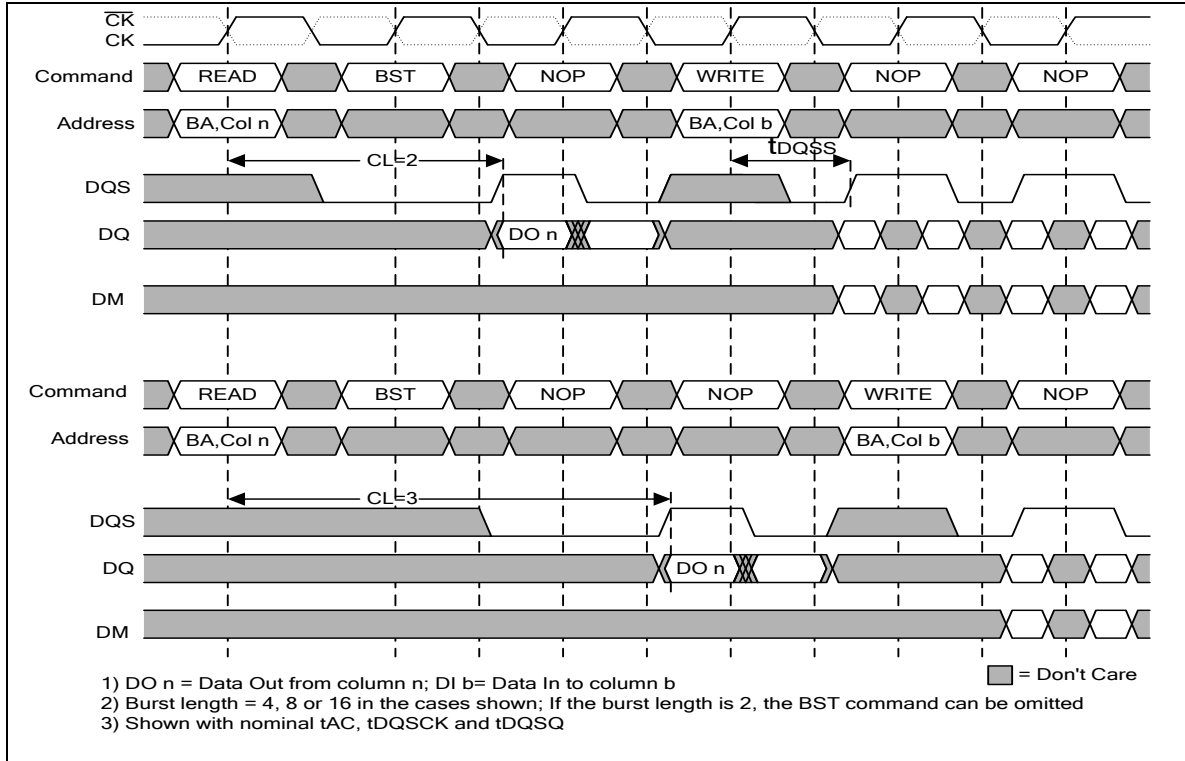 CK
CK
Command READ BST NOP WRITE NOP NOP
Address BA,Col n BA,Col b
CL=2 tDQSS
DQS
DQ DO n
DM
Command READ BST NOP NOP WRITE NOP
Address BA,Col n BA,Col b
CL=3
DQS
DQ DO n
DM
= Don't Care
1) DO n = Data Out from column n; DI b= Data In to column b
2) Burst length = 4, 8 or 16 in the cases shown; If the burst length is 2, the BST command can be omitted
3) Shown with nominal tAC, tDQSCK and tDQSQ